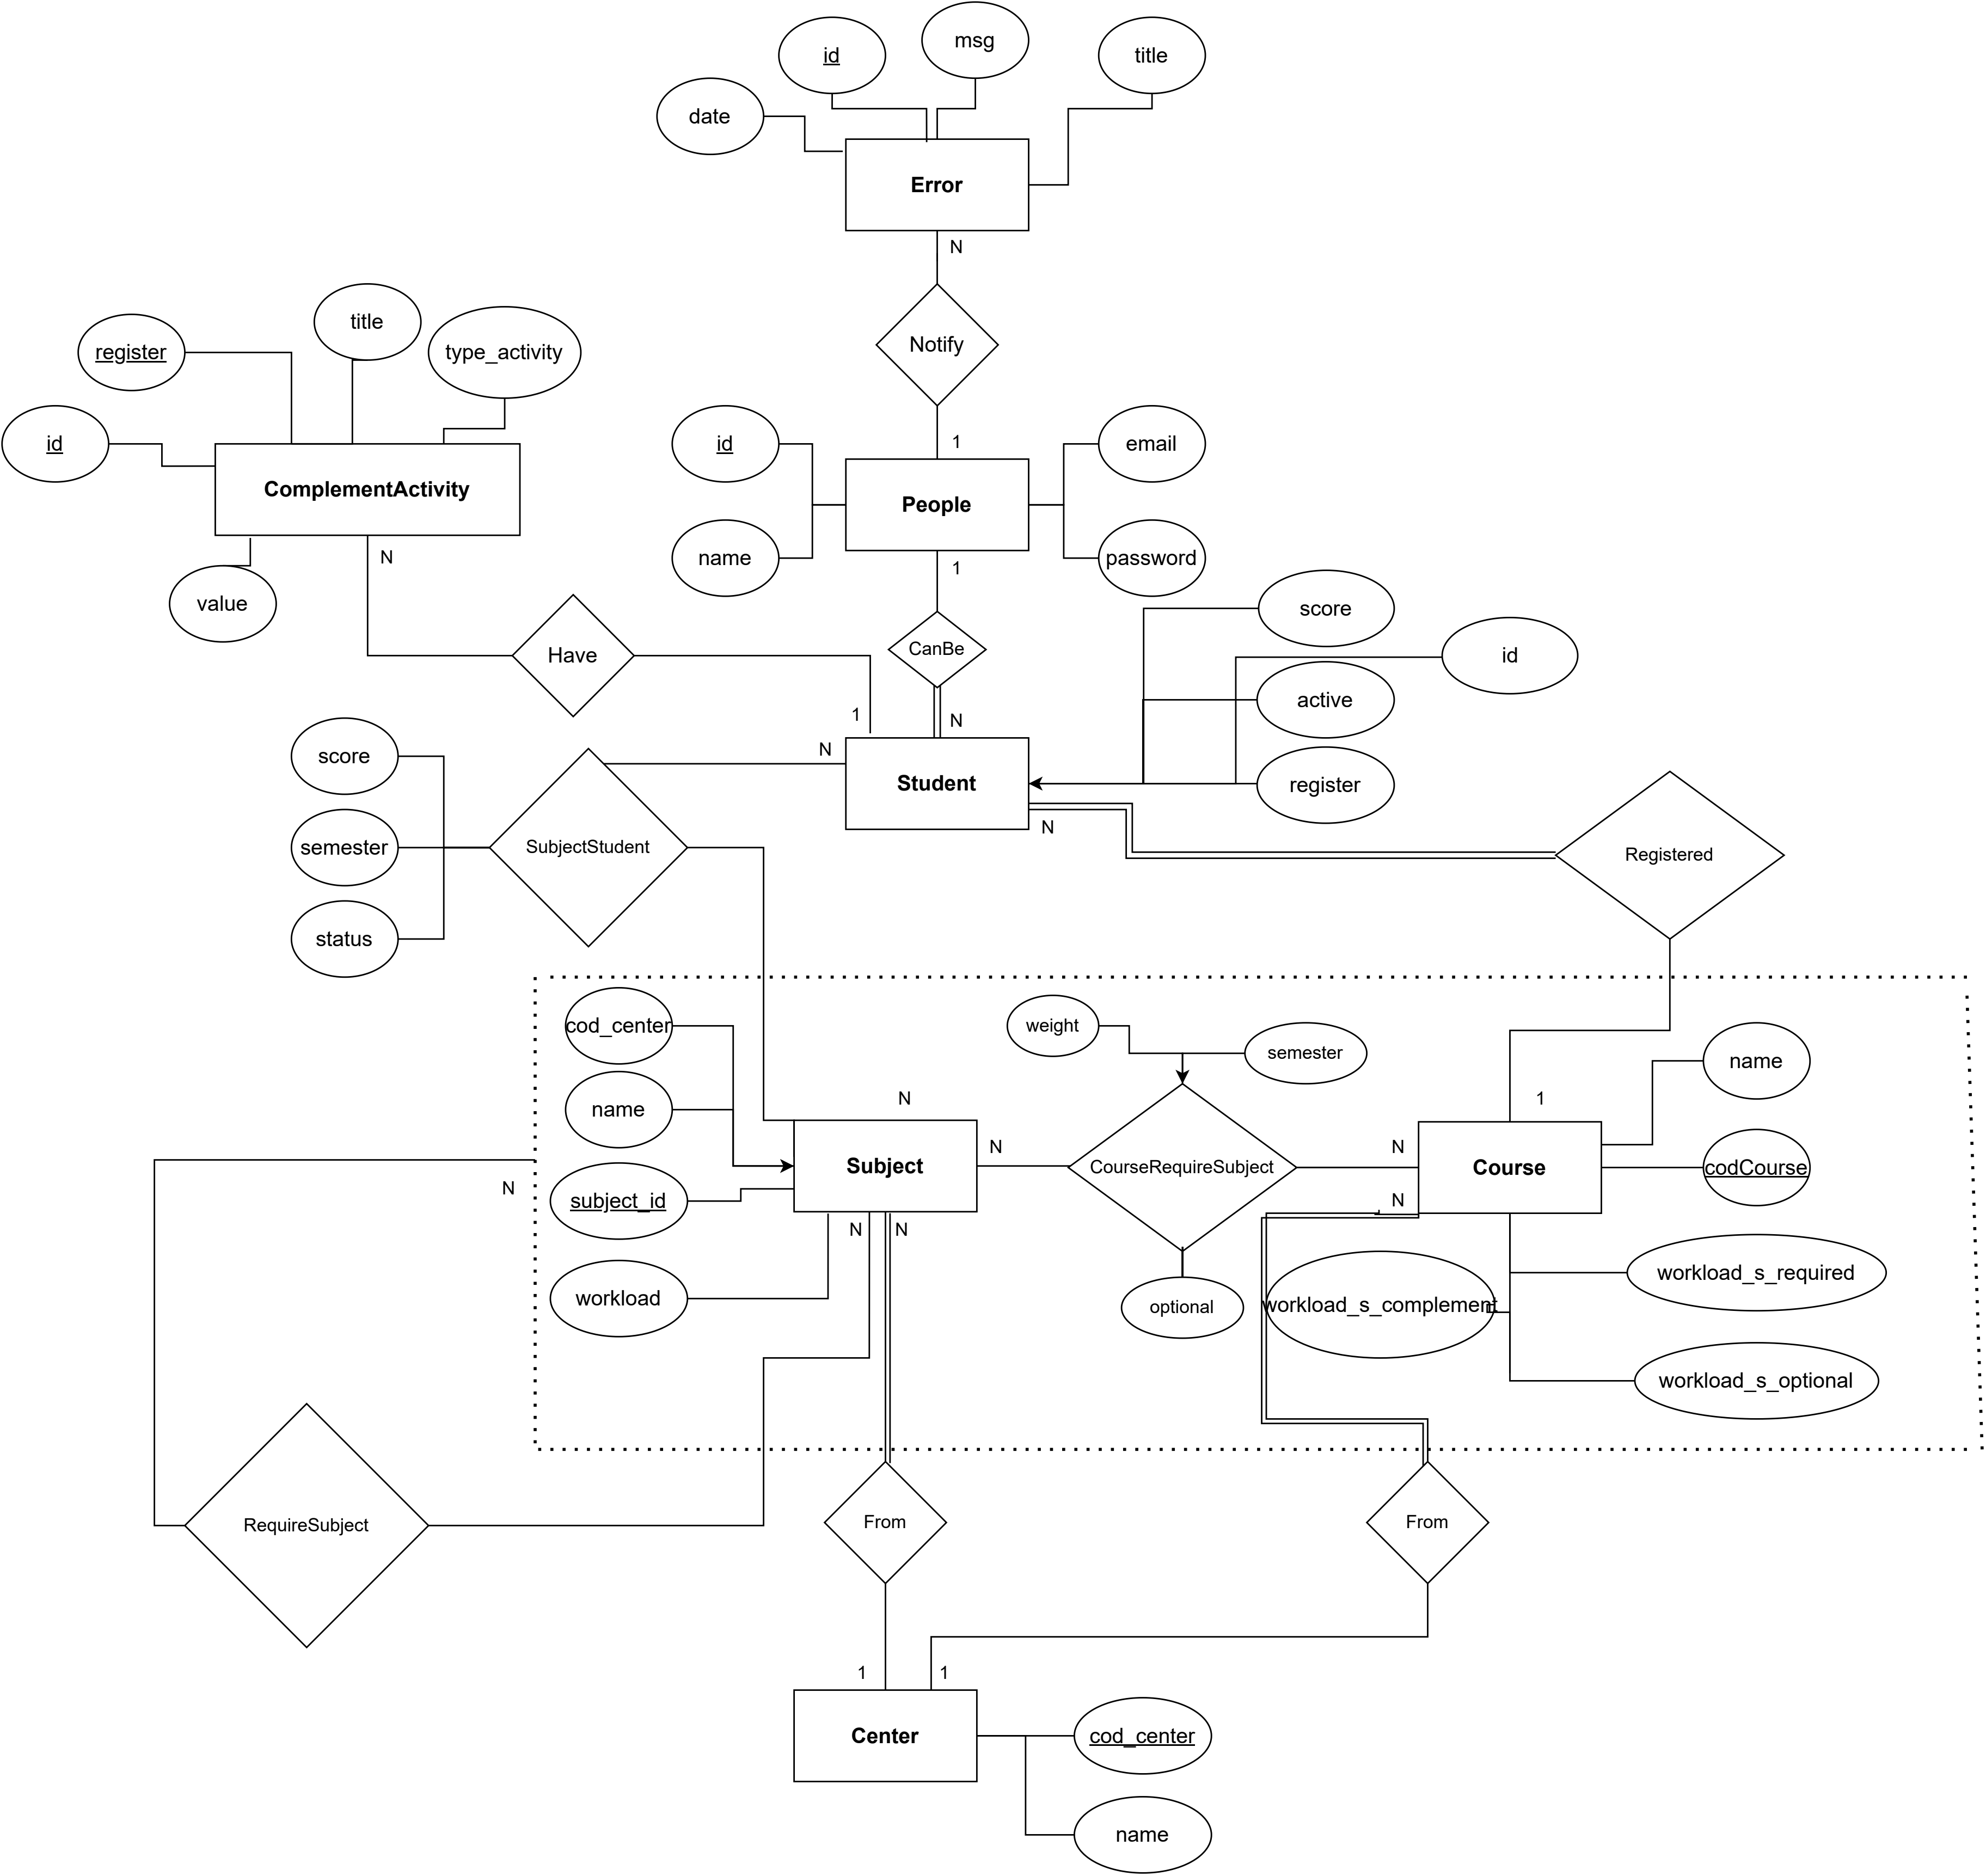 msg
id
title
date
Error
N
Notify
title
register
type_activity
id
1
email
id
ComplementActivity
People
N
name
password
1
value
score
Have
CanBe
id
active
1
N
N
score
Student
register
N
semester
SubjectStudent
Registered
status
cod_center
weight
semester
name
name
N
1
N
N
Subject
CourseRequireSubject
Course
codCourse
N
subject_id
N
N
N
workload_s_required
workload
optional
workload_s_complement
workload_s_optional
RequireSubject
From
From
1
1
Center
cod_center
name